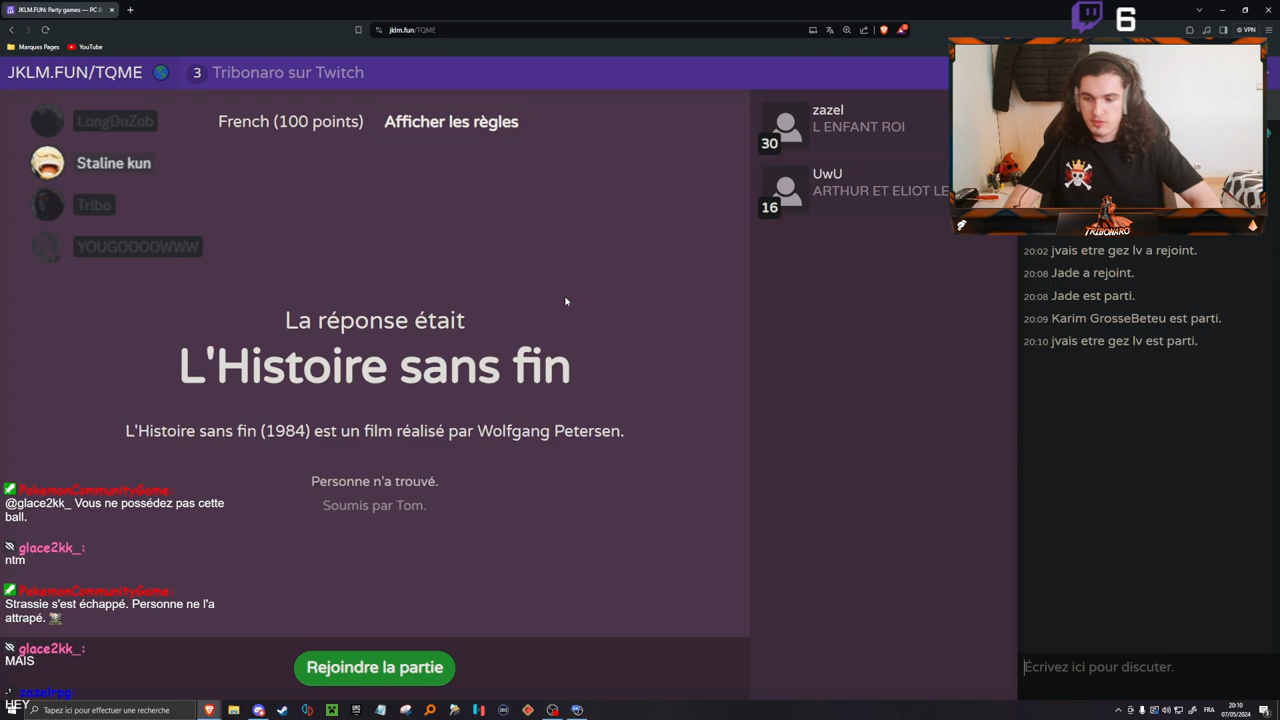 JKLM.FUN: Party games — PC f
jklm.fun/TQME
VPN
Marques Pages
YouTube
6
JKLM.FUN/TQME
3
Tribonaro sur Twitch
LongDuZob
Staline kun
Tribo
YOUGOOOOWWW
French (100 points)
Afficher les règles
La réponse était
L'Histoire sans fin
L'Histoire sans fin (1984) est un film réalisé par Wolfgang Petersen.
Personne n'a trouvé.
Soumis par Tom.
Rejoindre la partie
zazel
L ENFANT ROI
30
UwU
ARTHUR ET ELIOT LE
16
TRIBONARO
20:02 jvais etre gez lv a rejoint.
20:08 Jade a rejoint.
20:08 Jade est parti.
20:09 Karim GrosseBeteu est parti.
20:10 jvais etre gez lv est parti.
Écrivez ici pour discuter.
PokemonCommunityGame:
@glace2kk_ Vous ne possédez pas cette
ball.
glace2kk_:
ntm
PokemonCommunityGame:
Strassie s'est échappé. Personne ne l'a
attrapé.
glace2kk_:
MAIS
zazelrpg:
HEY
Tapez ici pour effectuer une recherche
FRA
20:10
07/05/2024